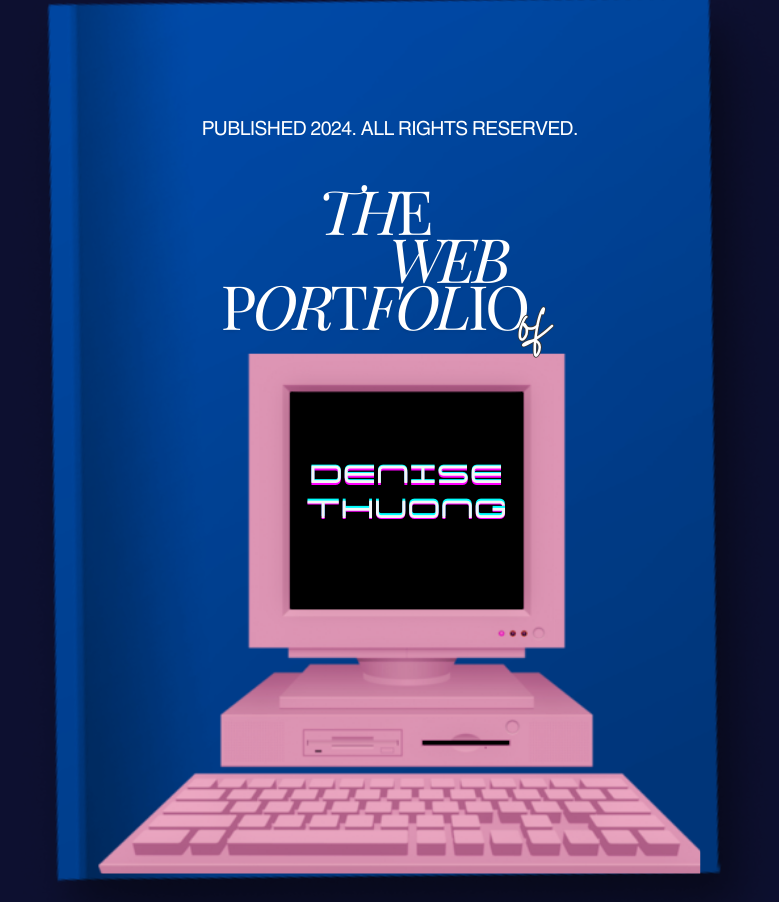 PUBLISHED 2024. ALL RIGHTS RESERVED.
THE
WEB
PORTFOLIO
of
DENISE
THUONG